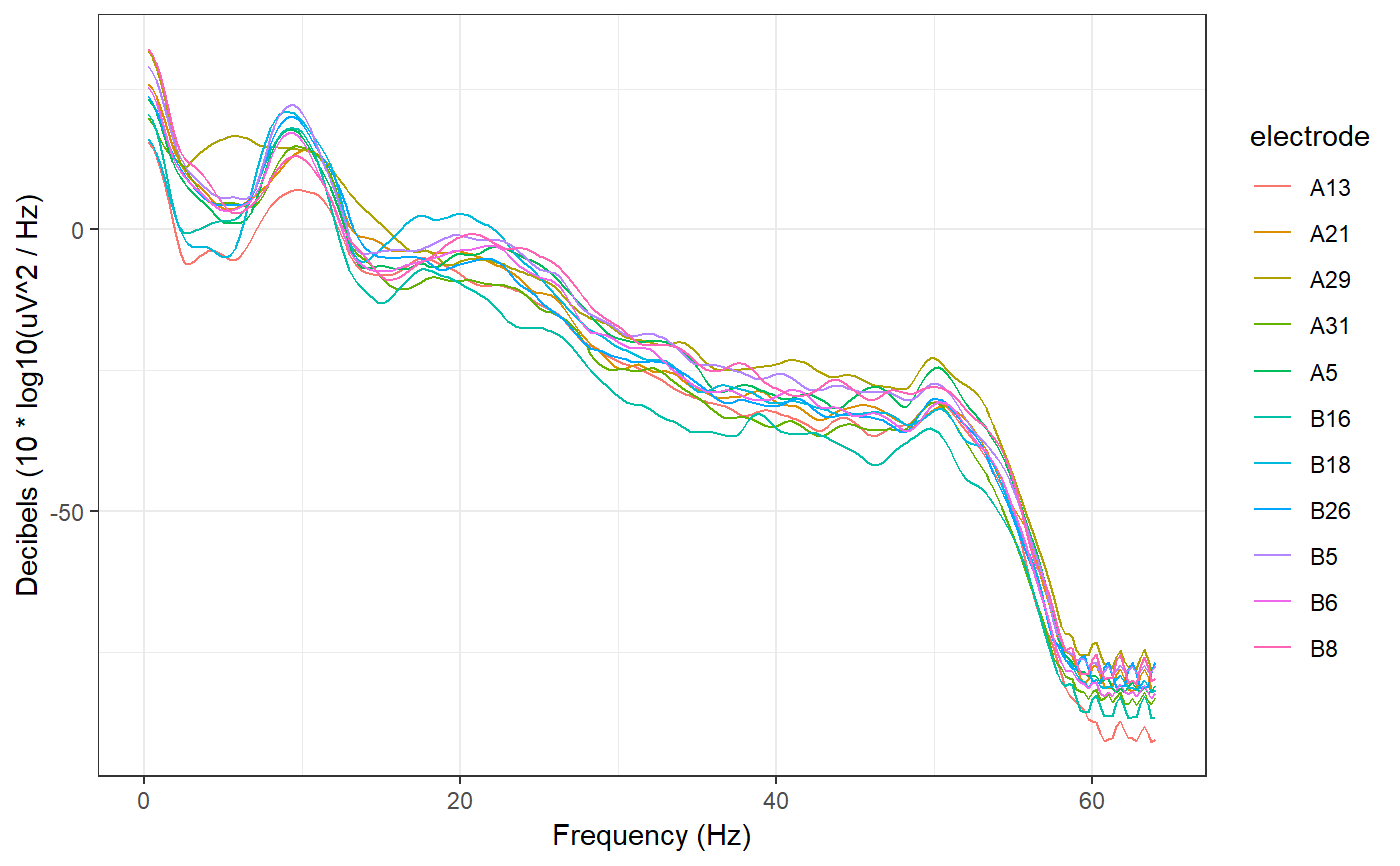 Decibels (10 * log10(uV^2 / Hz)
0
-50
0
20
40
60
Frequency (Hz)
electrode
A13
A21
A29
A31
A5
B16
B18
B26
B5
B6
B8